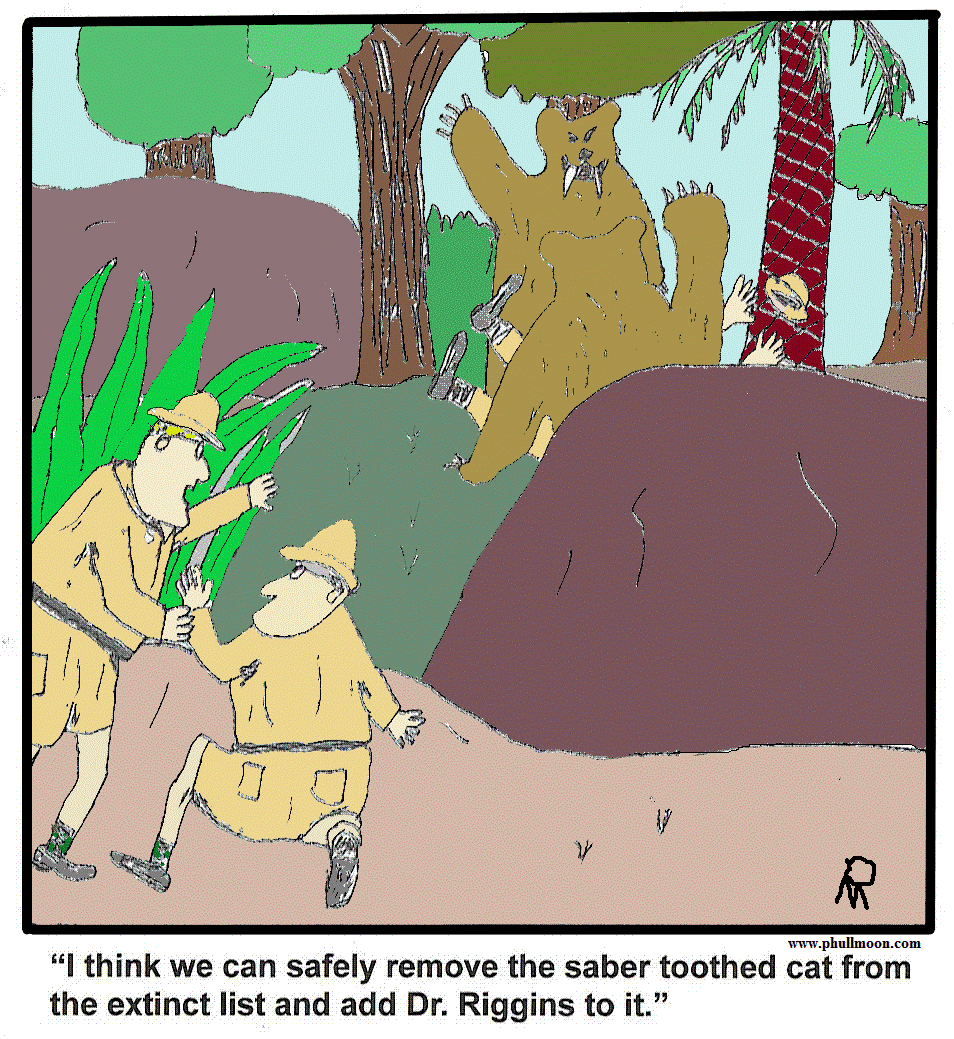 www.phullmoon.com
“I think we can safely remove the saber toothed cat from
the extinct list and add Dr. Riggins to it.”